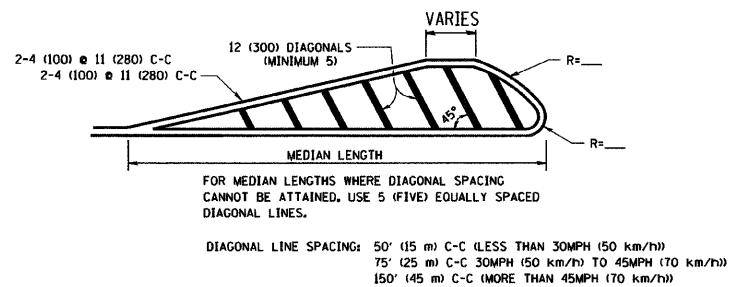 VARIES
12 (300) DIAGONALS
(MINIMUM 5)
2-4 (100) @ 11 (280) C-C
2-4 (100) @ 11 (280) C-C
R=___
45°
R=___
MEDIAN LENGTH
FOR MEDIAN LENGTHS WHERE DIAGONAL SPACING
CANNOT BE ATTAINED, USE 5 (FIVE) EQUALLY SPACED
DIAGONAL LINES.
DIAGONAL LINE SPACING: 50' (15 m) C-C (LESS THAN 30MPH (50 km/h))
75' (25 m) C-C 30MPH (50 km/h) TO 45MPH (70 km/h))
150' (45 m) C-C (MORE THAN 45MPH (70 km/h))